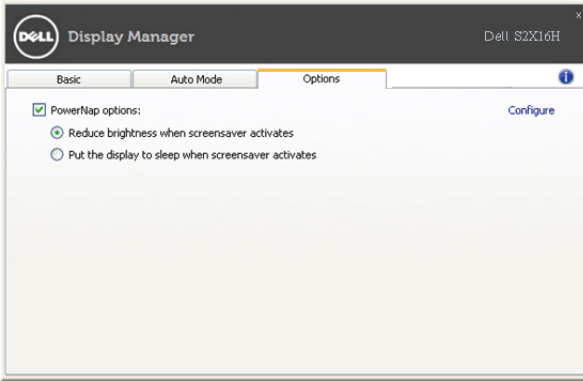 DELL Display Manager Dell S2X16H
x
Basic Auto Mode Options
PowerNap options: Configure
Reduce brightness when screensaver activates
Put the display to sleep when screensaver activates